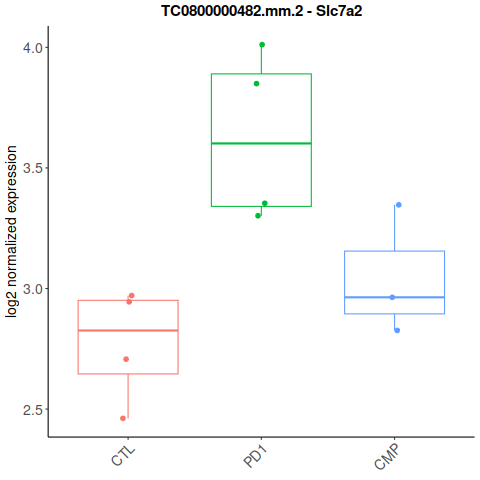 TC0800000482.mm.2 - Slc7a2
log2 normalized expression
4.0
3.5
3.0
2.5
CTL
PD1
CMP